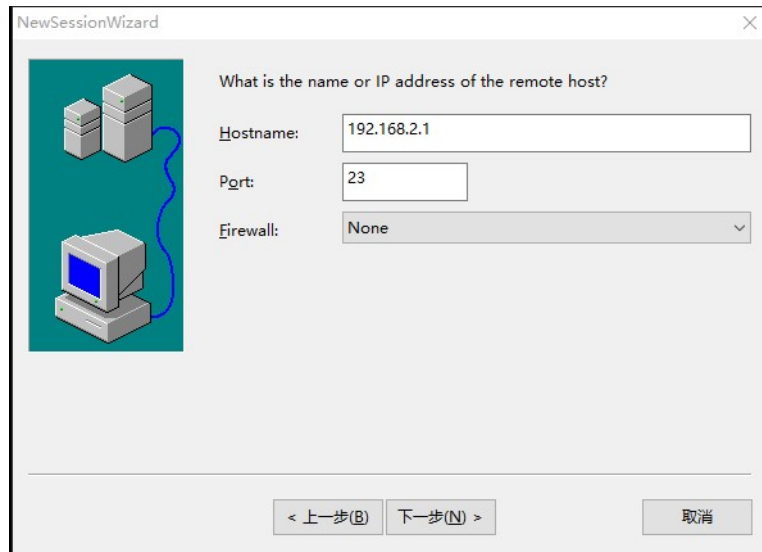 NewSessionWizard
What is the name or IP address of the remote host?
Hostname: 192.168.2.1
Port: 23
Firewall: None
< 上一步(B) 下一步(N) > 取消